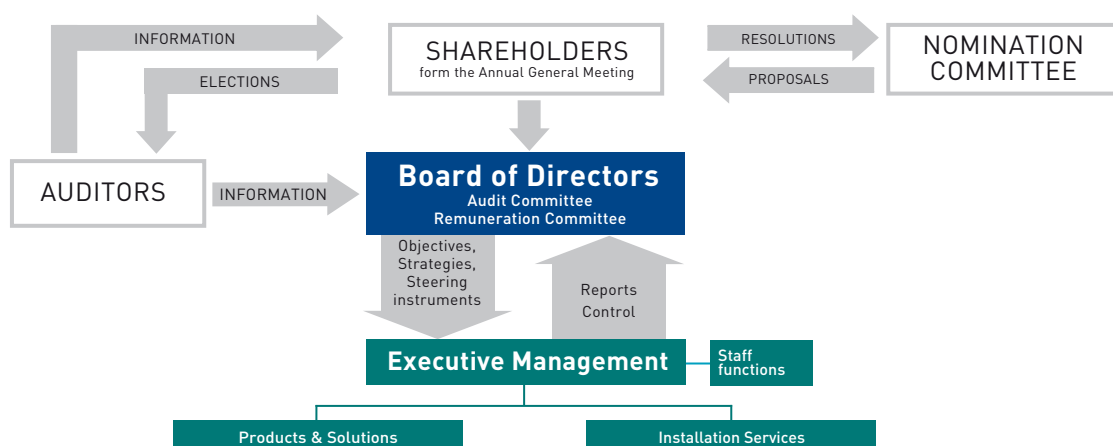 INFORMATION
SHAREHOLDERS
form the Annual General Meeting
RESOLUTIONS
NOMINATION
COMMITTEE
ELECTIONS
PROPOSALS
AUDITORS
INFORMATION
Board of Directors
Audit Committee
Remuneration Committee
Objectives,
Strategies,
Steering
instruments
Reports
Control
Executive Management
Staff
functions
Products & Solutions
Installation Services